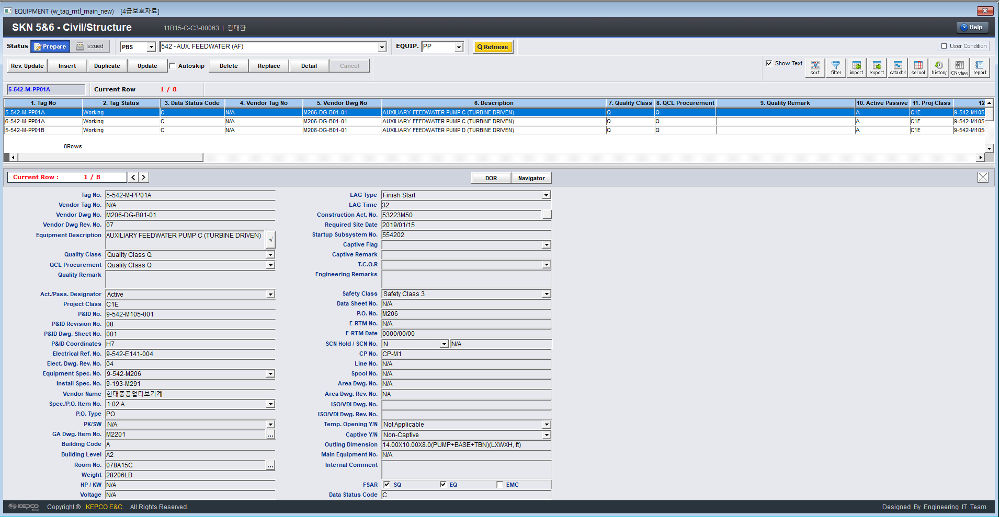 EQUIPMENT (w_tag_mtl_main_new) [4급보호자료]
SKN 5&6 - Civil/Structure 11B15-C-C3-00063 | 김태환 Help
Status Prepare Issued PBS 542 - AUX. FEEDWATER (AF) EQUIP. PP Retrieve User Condition
Rev. Update Insert Duplicate Update Autoskip Delete Replace Detail Cancel Show Text sort filter import export datachk sel col history CN view report
5-542-M-PP01A Current Row 1 / 8
1. Tag No 2. Tag Status 3. Data Status Code 4. Vendor Tag No 5. Vendor Dwg No 6. Description 7. Quality Class 8. QCL Procurement 9. Quality Remark 10. Active Passive 11. Proj Class 12
5-542-M-PP01A Working C N/A M206-DG-B01-01 AUXILIARY FEEDWATER PUMP C (TURBINE DRIVEN) Q Q A C1E 9-542-M105-
6-542-M-PP01A Working C N/A M206-DG-B01-01 AUXILIARY FEEDWATER PUMP C (TURBINE DRIVEN) Q Q A C1E 9-542-M105-
5-542-M-PP01B Working C N/A M206-DG-B01-01 AUXILIARY FEEDWATER PUMP D (TURBINE DRIVEN) Q Q A C1E 9-542-M105-
8Rows
Current Row : 1 / 8 < > DOR Navigator
Tag No. 5-542-M-PP01A
Vendor Tag No. N/A
Vendor Dwg No. M206-DG-B01-01
Vendor Dwg Rev. No. 07
Equipment Description AUXILIARY FEEDWATER PUMP C (TURBINE DRIVEN) √
Quality Class Quality Class Q
QCL Procurement Quality Class Q
Quality Remark
Act./Pass. Designator Active
Project Class C1E
P&ID No. 9-542-M105-001
P&ID Revision No. 08
P&ID Dwg. Sheet No. 001
P&ID Coordinates H7
Electrical Ref. No. 9-542-E141-004
Elect. Dwg. Rev. No. 04
Equipment Spec. No. 9-542-M206
Install Spec. No. 9-193-M291
Vendor Name 현대중공업터보기계
Spec./P.O. Item No. 1.02.A
P.O. Type PO
PK/SW N/A
GA Dwg. Item No. M2201 ...
Building Code A
Building Level A2
Room No. 078A15C ...
Weight 28206LB
HP / KW N/A
Voltage N/A
LAG Type Finish Start
LAG Time 32
Construction Act. No. 53223M50
Required Site Date 2019/01/15
Startup Subsystem No. 554202
Captive Flag
Captive Remark
T.C.O.R
Engineering Remarks
Safety Class Safety Class 3
Data Sheet No. N/A
P.O. No. M206
E-RTM No. N/A
E-RTM Date 0000/00/00
SCN Hold / SCN No. N N/A
CP No. CP-M1
Line No. N/A
Spool No. N/A
Area Dwg. No. N/A
Area Dwg. Rev. No. NA
ISO/VDI Dwg. No.
ISO/VDI Dwg. Rev. No.
Temp. Opening Y/N Not Applicable
Captive Y/N Non-Captive
Outling Dimension 14.00X10.00X8.0(PUMP+BASE+TBN)(LXWXH, ft)
Main Equipment No. N/A
Internal Comment
FSAR SQ EQ EMC
Data Status Code C
KEPCO E&C Copyright ® KEPCO E&C. All Rights Reserved. Designed By Engineering IT Team